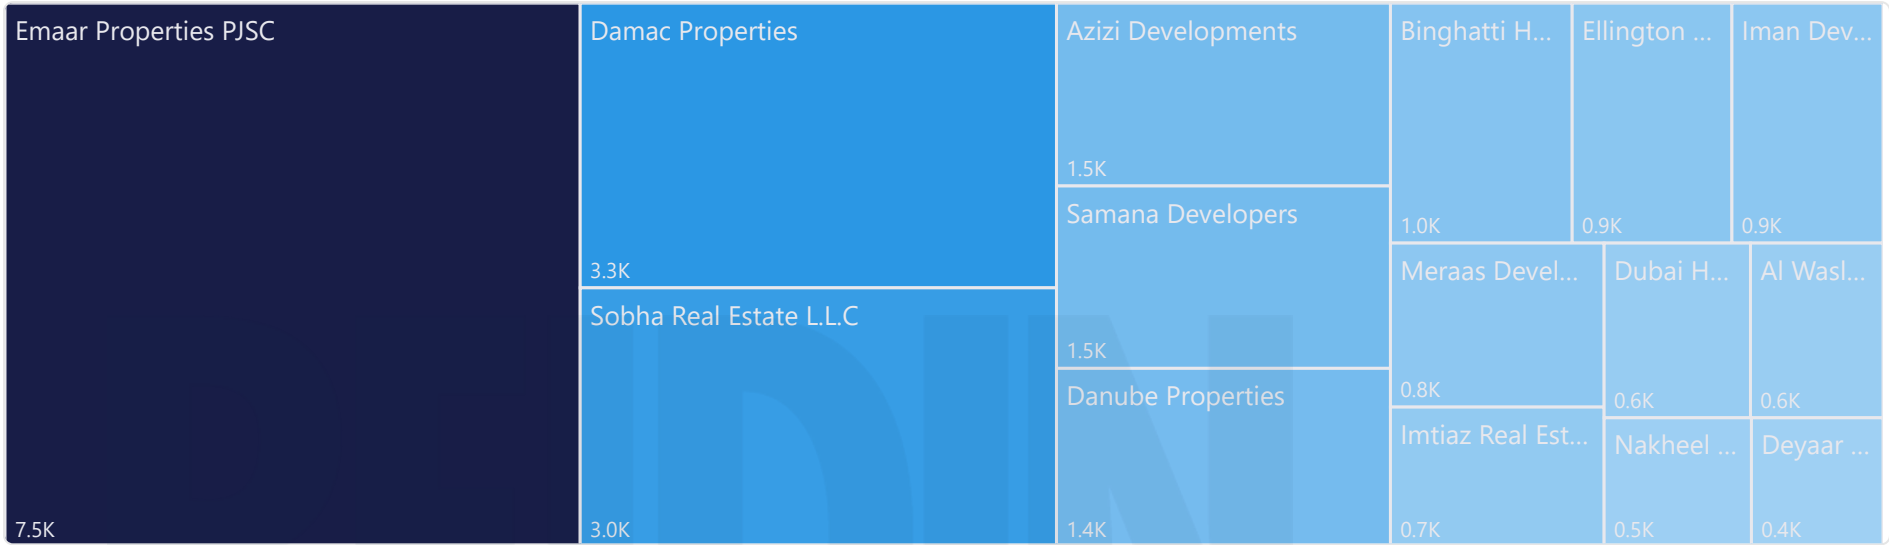 Emaar Properties PJSC
7.5K
Damac Properties
3.3K
Sobha Real Estate L.L.C
3.0K
Azizi Developments
1.5K
Samana Developers
1.5K
Danube Properties
1.4K
Binghatti H...
1.0K
Ellington ...
0.9K
Iman Dev...
0.9K
Meraas Devel...
0.8K
Imtiaz Real Est...
0.7K
Dubai H...
0.6K
Al Wasl...
0.6K
Nakheel ...
0.5K
Deyaar ...
0.4K